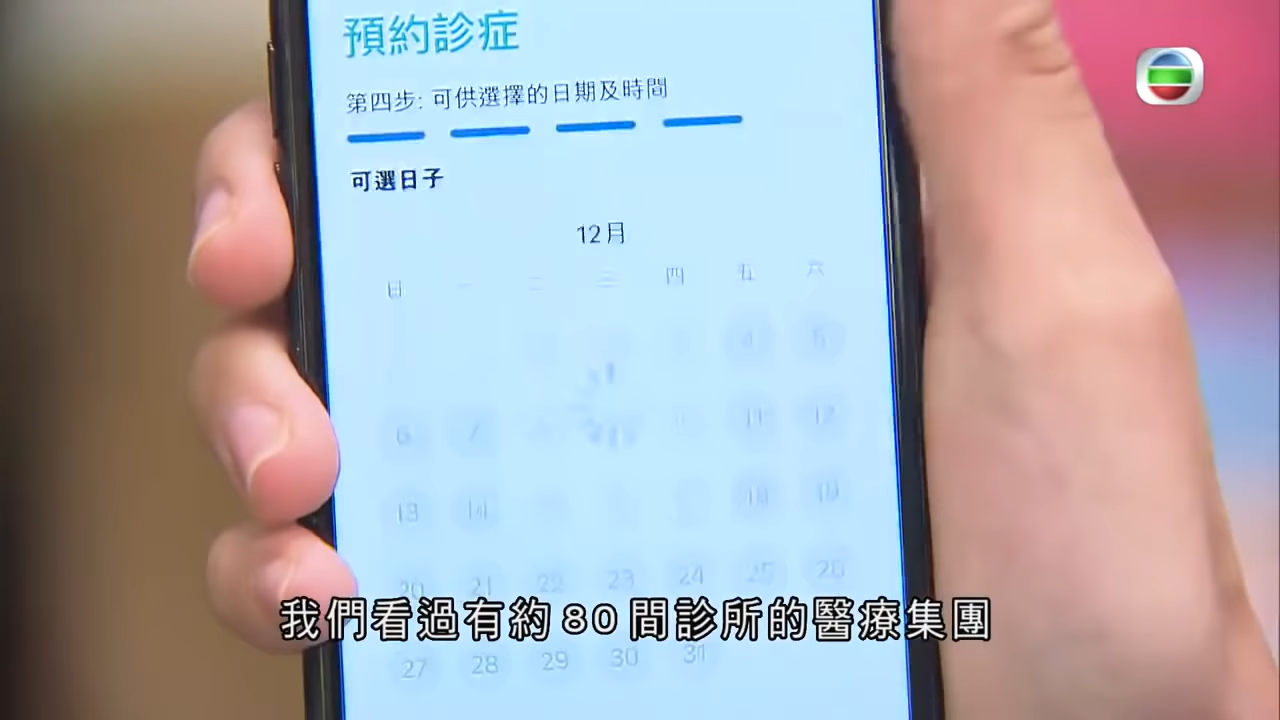 預約診症
第四步: 可供選擇的日期及時間
可選日子
12月
日 一 二 三 四 五 六
4 5
6 7 11 12
13 14 18 19
20 21 22 23 24 25 26
我們看過有約80間診所的醫療集團
27 28 29 30 31